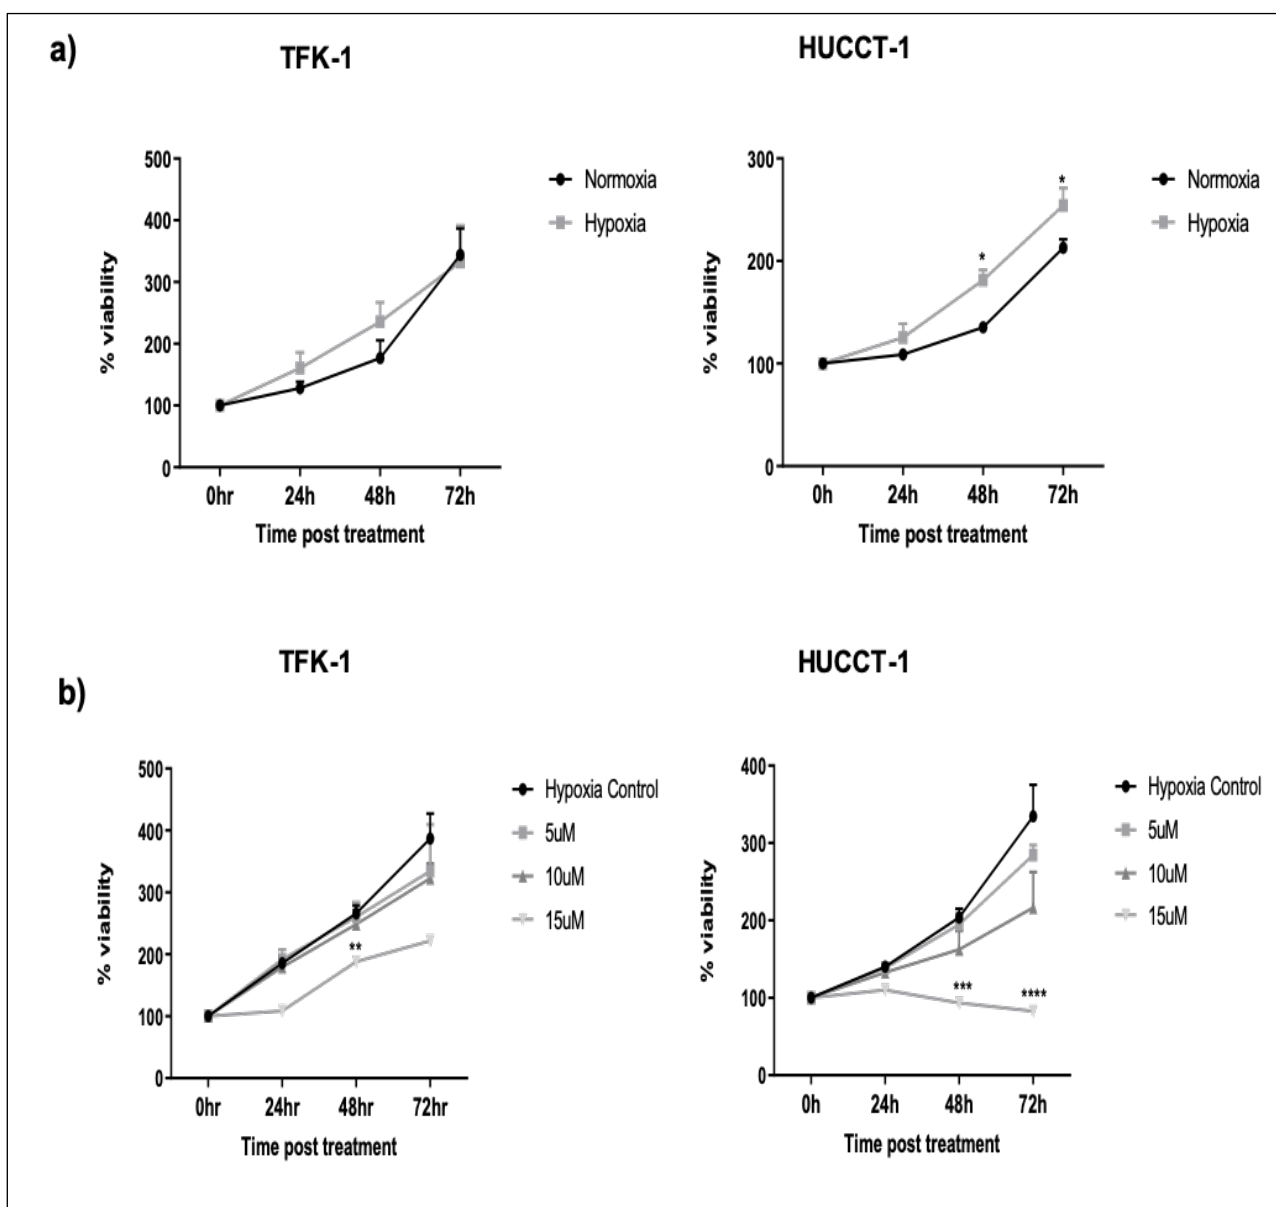 a)
TFK-1
HUCCT-1
500
400
300
200
100
0
% viability
0hr 24h 48h 72h
Time post treatment
Normoxia
Hypoxia
300
200
100
0
% viability
* *
0h 24h 48h 72h
Time post treatment
Normoxia
Hypoxia
b)
TFK-1
HUCCT-1
500
400
300
200
100
0
% viability
**
0hr 24hr 48hr 72hr
Time post treatment
Hypoxia Control
5uM
10uM
15uM
400
300
200
100
0
% viability
*** ****
0h 24h 48h 72h
Time post treatment
Hypoxia Control
5uM
10uM
15uM